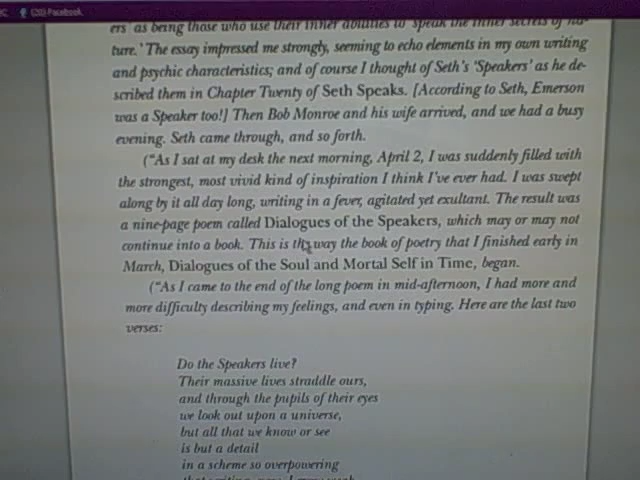 (20) Facebook
ers' as being those who use their inner abilities to 'speak the inner secrets of na-
ture.' The essay impressed me strongly, seeming to echo elements in my own writing
and psychic characteristics; and of course I thought of Seth's 'Speakers' as he de-
scribed them in Chapter Twenty of Seth Speaks. [According to Seth, Emerson
was a Speaker too!] Then Bob Monroe and his wife arrived, and we had a busy
evening. Seth came through, and so forth.
("As I sat at my desk the next morning, April 2, I was suddenly filled with
the strongest, most vivid kind of inspiration I think I've ever had. I was swept
along by it all day long, writing in a fever, agitated yet exultant. The result was
a nine-page poem called Dialogues of the Speakers, which may or may not
continue into a book. This is the way the book of poetry that I finished early in
March, Dialogues of the Soul and Mortal Self in Time, began.
("As I came to the end of the long poem in mid-afternoon, I had more and
more difficulty describing my feelings, and even in typing. Here are the last two
verses:
Do the Speakers live?
Their massive lives straddle ours,
and through the pupils of their eyes
we look out upon a universe,
but all that we know or see
is but a detail
in a scheme so overpowering